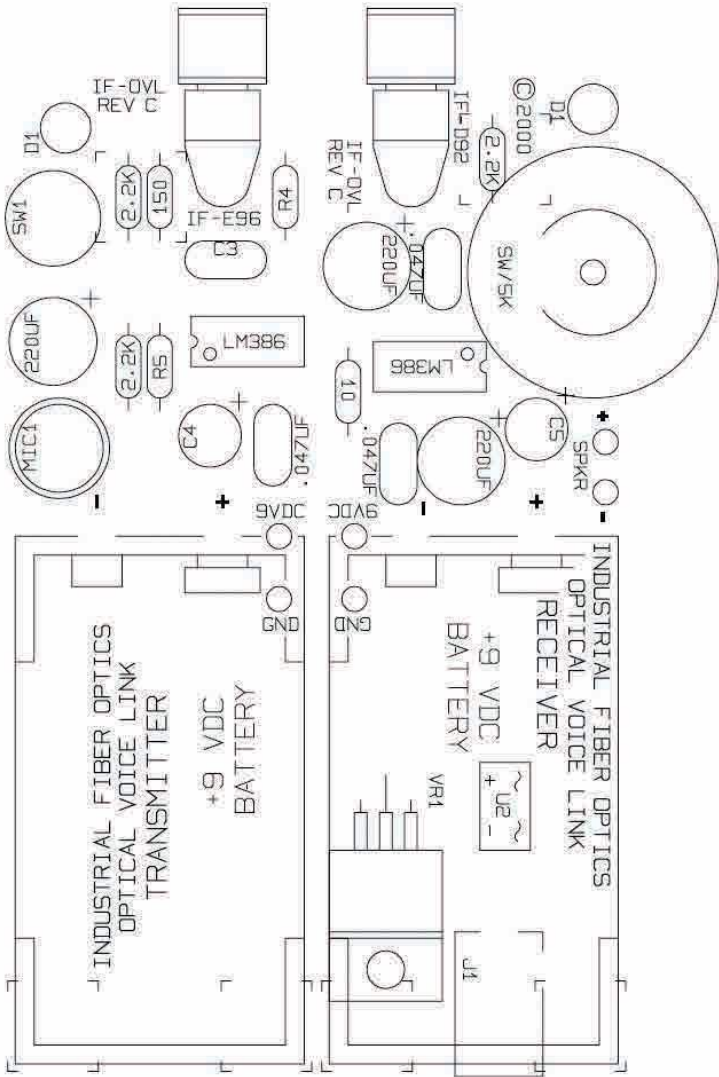 IF-OVL
REV C
D1
SW1
2.2K
150
IF-E96
R4
C3
220UF
+
2.2K
R5
LM386
MIC1
C4
+
.047UF
-
+
9VDC
GND
+9 VDC
BATTERY
INDUSTRIAL FIBER OPTICS
OPTICAL VOICE LINK
TRANSMITTER
IF-OVL
REV C
IF-D92
2.2K
©2000
D1
220UF
+
.047UF
SW/SK
10
LM386
.047UF
220UF
+
C5
+
+
SPKR
-
-
+
9VDC
GND
INDUSTRIAL FIBER OPTICS
OPTICAL VOICE LINK
RECEIVER
+9 VDC
BATTERY
VR1
U2
+ -
~ ~
J1